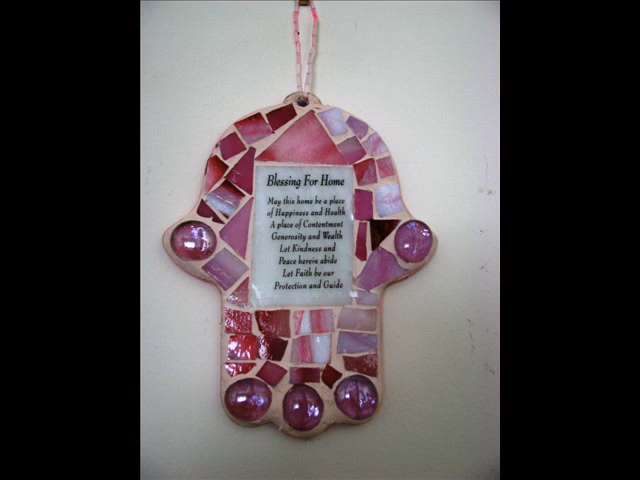 Blessing For Home
May this home be a place
of Happiness and Health
A place of Contentment
Generosity and Wealth
Let Kindness and
Peace herein abide
Let Faith be our
Protection and Guide